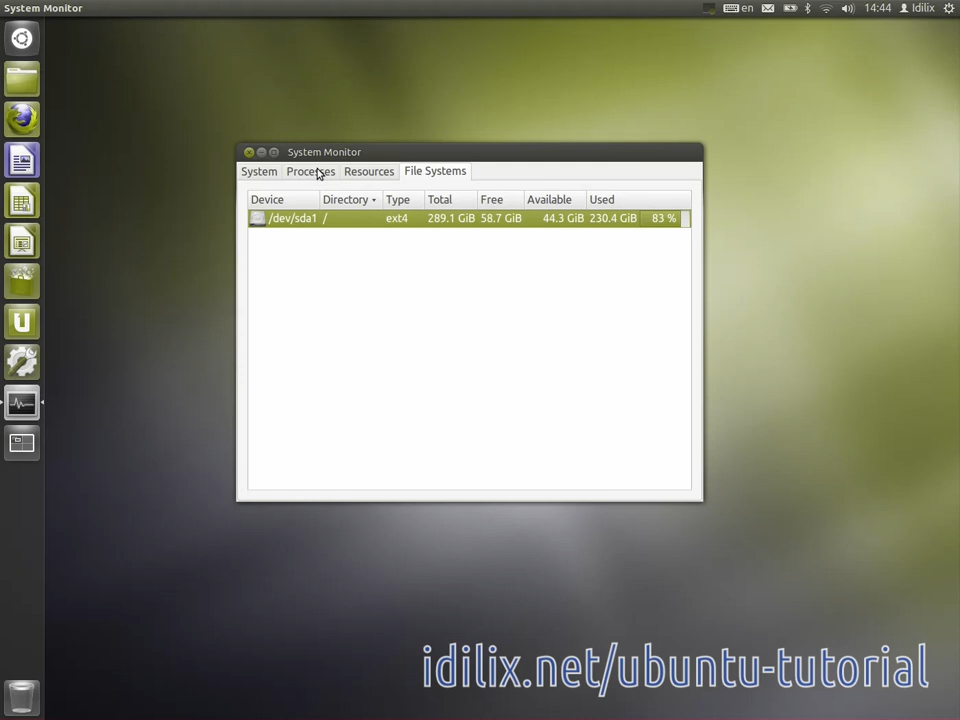 System Monitor en 14:44 Idilix
System Monitor
System Processes Resources File Systems
Device Directory Type Total Free Available Used
/dev/sda1 / ext4 289.1 GiB 58.7 GiB 44.3 GiB 230.4 GiB 83 %
U
idilix.net/ubuntu-tutorial